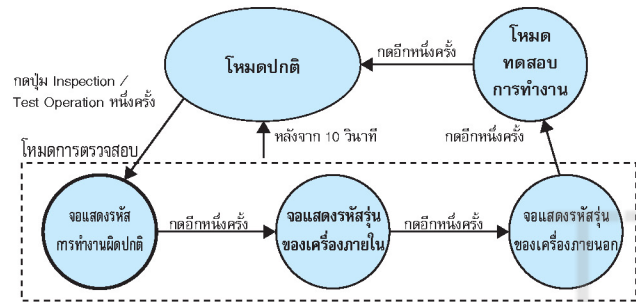 โหมดปกติ
กดอีกหนึ่งครั้ง
โหมด
ทดสอบ
การทำงาน
กดปุ่ม Inspection /
Test Operation หนึ่งครั้ง
หลังจาก 10 วินาที
กดอีกหนึ่งครั้ง
โหมดการตรวจสอบ
จอแสดงรหัส
การทำงานผิดปกติ
กดอีกหนึ่งครั้ง
จอแสดงรหัสรุ่น
ของเครื่องภายใน
กดอีกหนึ่งครั้ง
จอแสดงรหัสรุ่น
ของเครื่องภายนอก